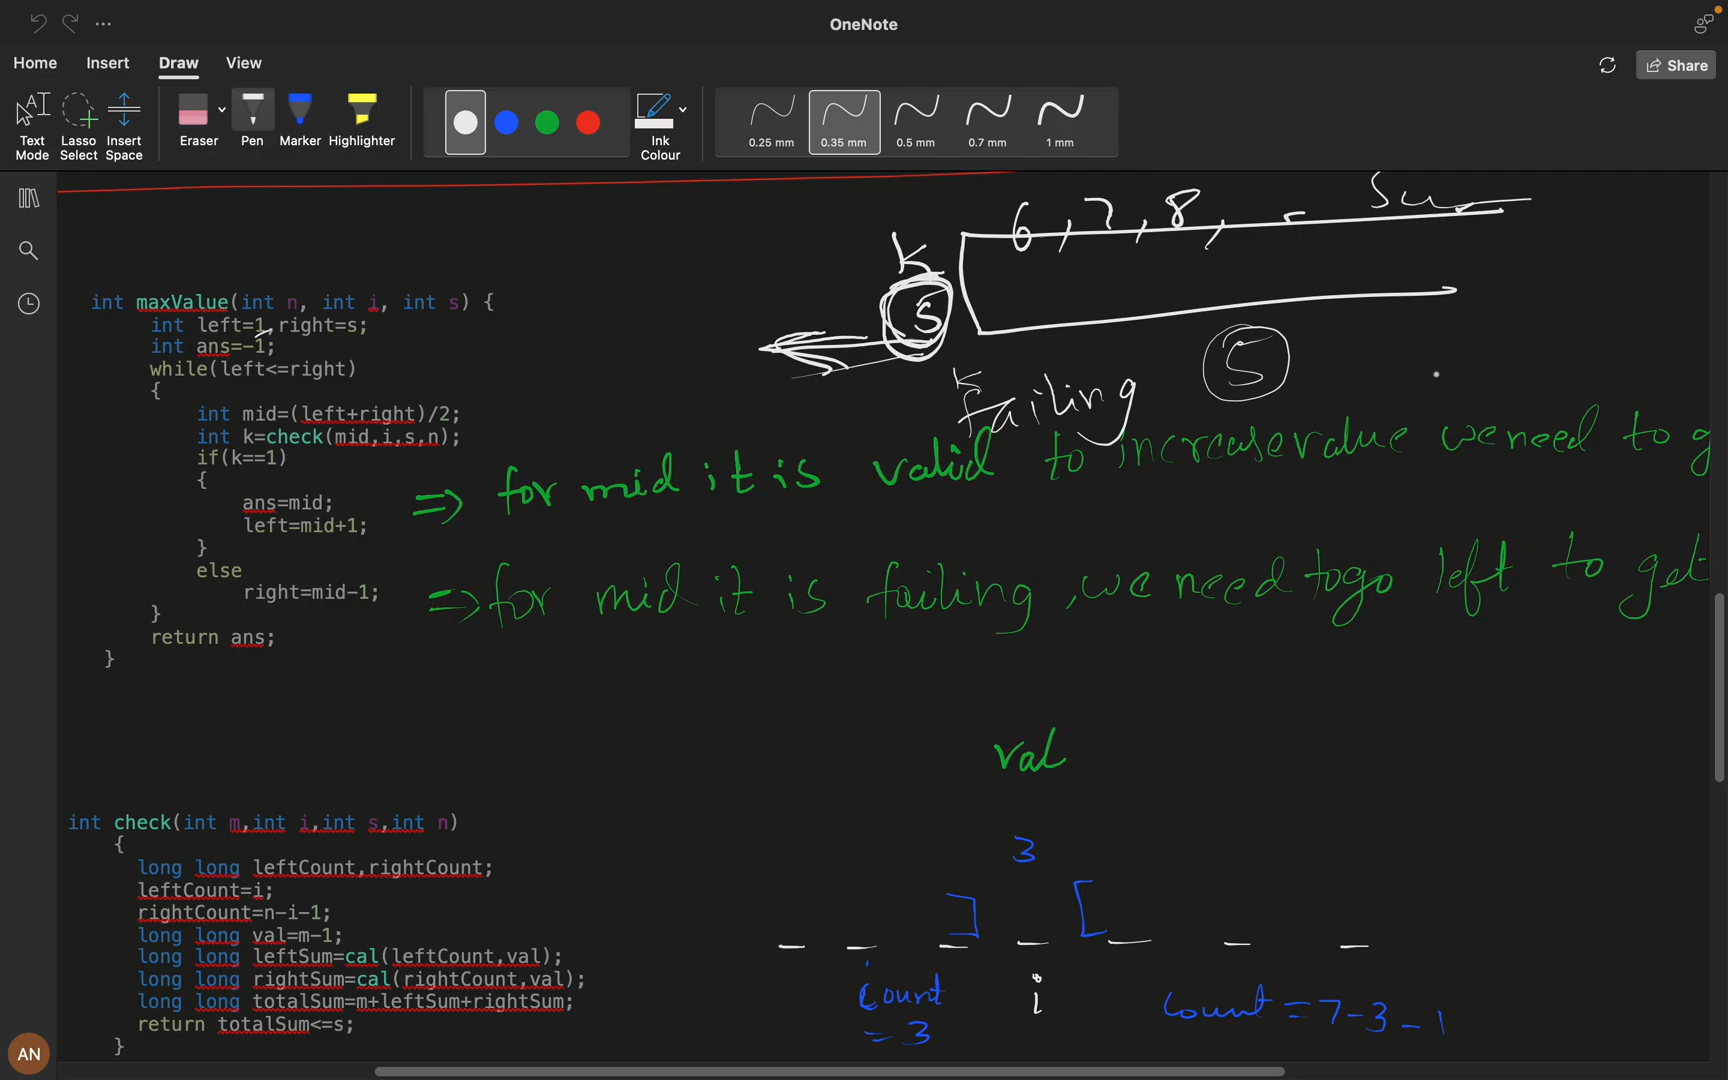 OneNote
Home Insert Draw View
Share
Text Mode
Lasso Select
Insert Space
Eraser
Pen
Marker
Highlighter
Ink Colour
0.25 mm
0.35 mm
0.5 mm
0.7 mm
1 mm
6, 7, 8, - Su
K
5
5
K
failing
int maxValue(int n, int i, int s) {
int left=1,right=s;
int ans=-1;
while(left<=right)
{
int mid=(left+right)/2;
int k=check(mid,i,s,n);
if(k==1)
{
ans=mid;
left=mid+1;
}
else
right=mid-1;
}
return ans;
}
=> for mid it is valid to increase value we need to g
=> for mid it is failing, we need to go left to get
val
int check(int m,int i,int s,int n)
{
long long leftCount,rightCount;
leftCount=i;
rightCount=n-i-1;
long long val=m-1;
long long leftSum=cal(leftCount,val);
long long rightSum=cal(rightCount,val);
long long totalSum=m+leftSum+rightSum;
return totalSum<=s;
}
3
] [
i
count = 3
count = 7-3-1
AN